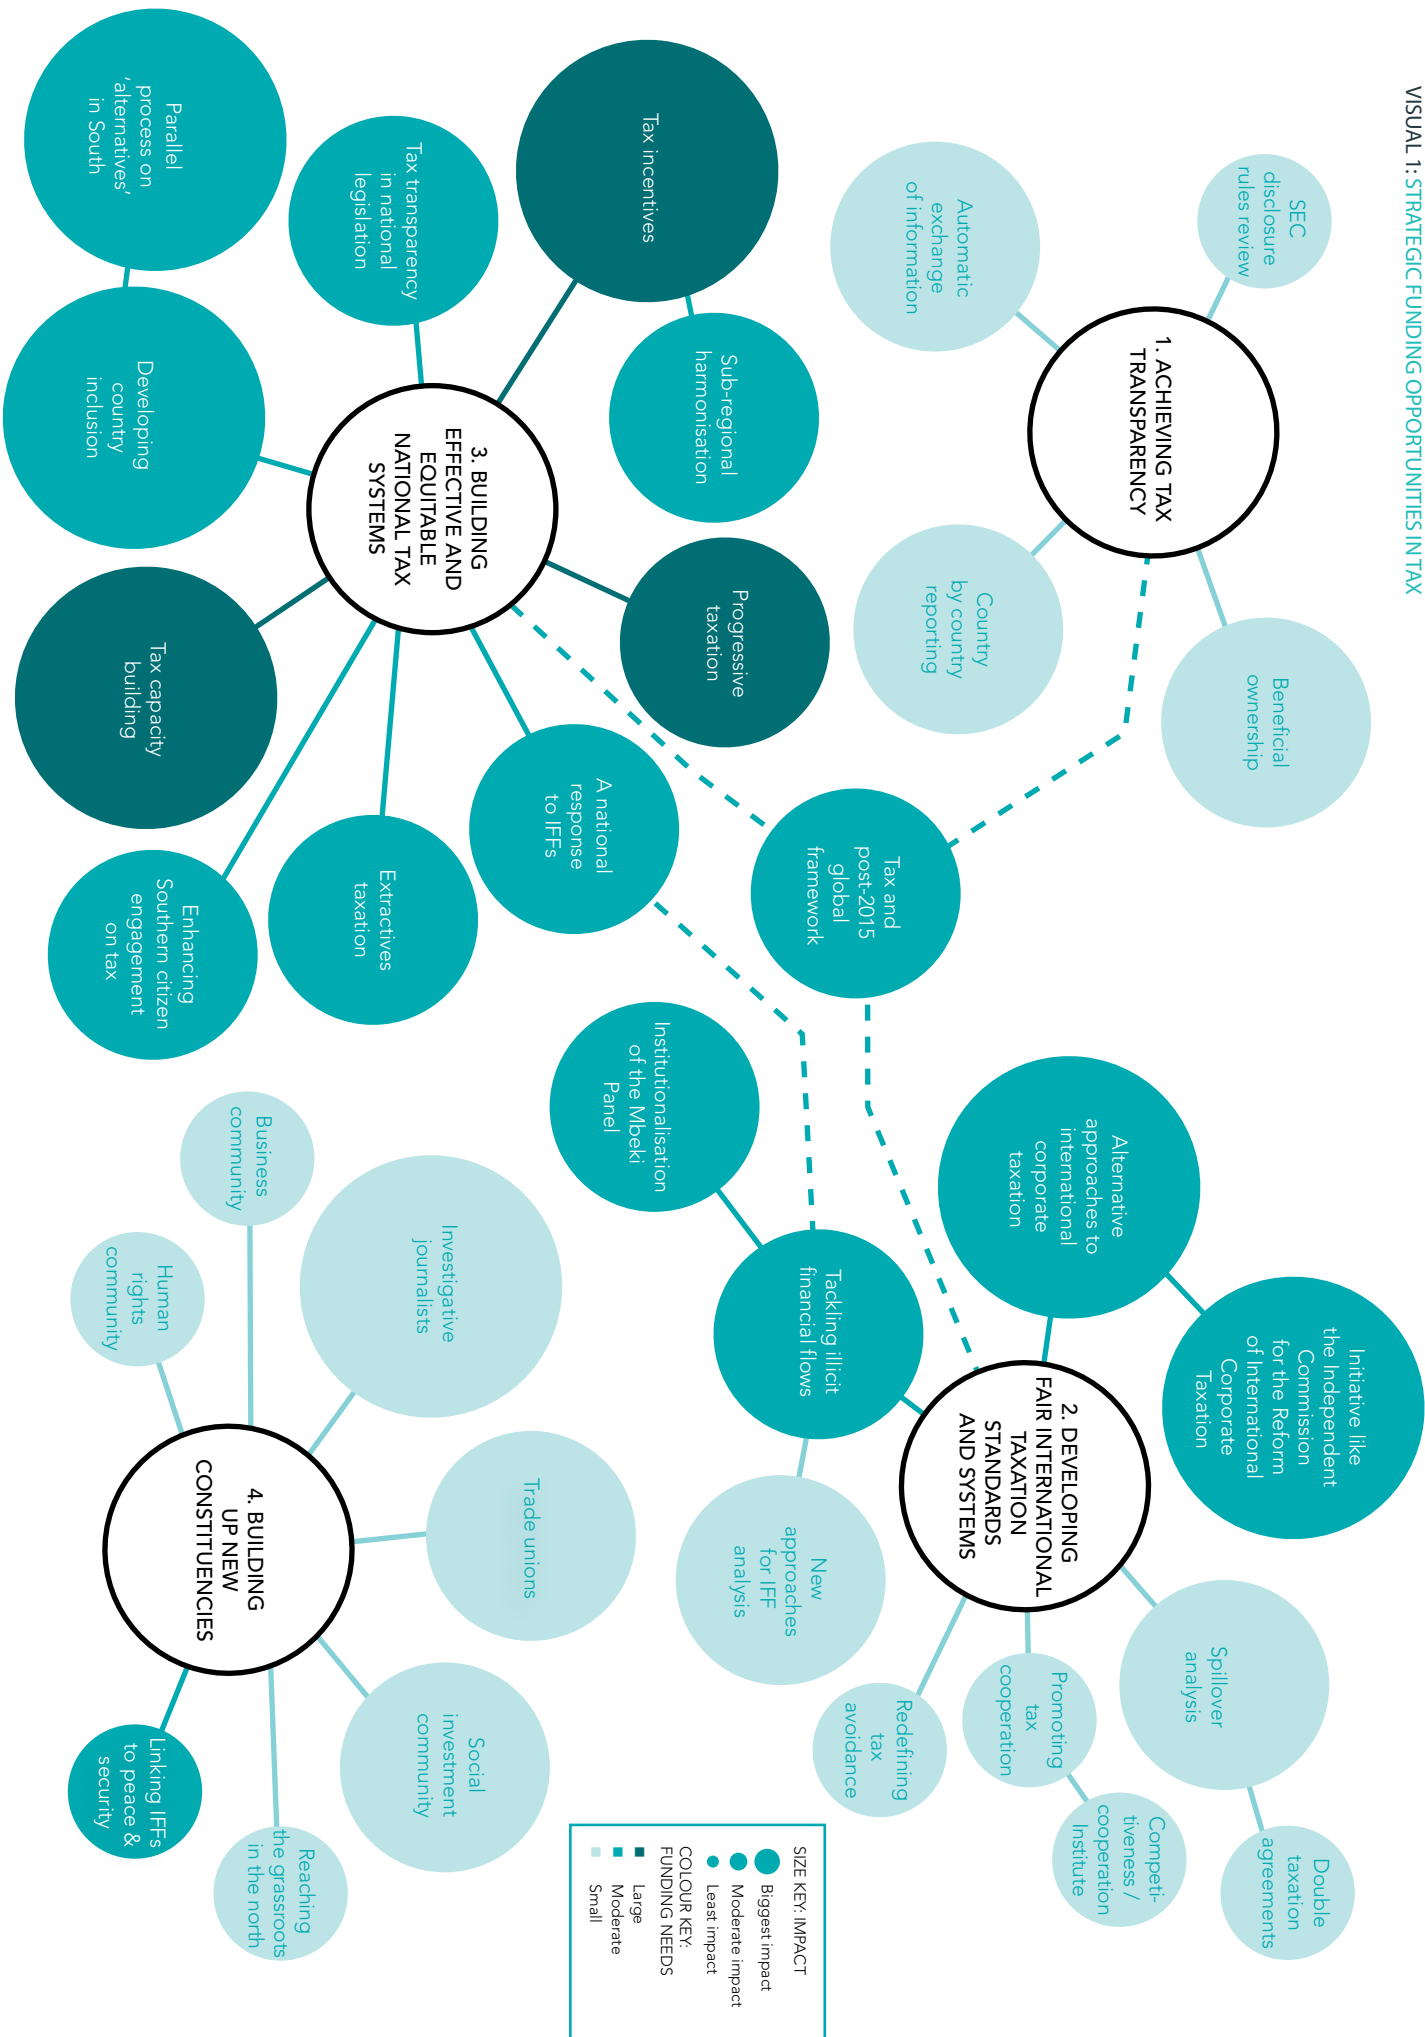 VISUAL 1: STRATEGIC FUNDING OPPORTUNITIES IN TAX
SEC
disclosure
rules review
Automatic
exchange
of information
1. ACHIEVING TAX
TRANSPARENCY
Country
by country
reporting
Beneficial
ownership
Tax incentives
Sub-regional
harmonisation
Tax transparency
in national
legislation
Parallel
process on
‘alternatives’
in South
Developing
country
inclusion
3. BUILDING
EFFECTIVE AND
EQUITABLE
NATIONAL TAX
SYSTEMS
Progressive
taxation
Tax capacity
building
A national
response
to IFFs
Extractives
taxation
Enhancing
Southern citizen
engagement
on tax
Tax and
post-2015
global
framework
Alternative
approaches to
international
corporate
taxation
Initiative like
the Independent
Commission
for the Reform
of International
Corporate
Taxation
Institutionalisation
of the Mbeki
Panel
Tackling illicit
financial flows
2. DEVELOPING
FAIR INTERNATIONAL
TAXATION
STANDARDS
AND SYSTEMS
New
approaches
for IFF
analysis
Spillover
analysis
Double
taxation
agreements
Promoting
tax
cooperation
Competi-
tiveness /
cooperation
Institute
Redefining
tax
avoidance
Business
community
Human
rights
community
Investigative
journalists
Trade unions
4. BUILDING
UP NEW
CONSTITUENCIES
Social
investment
community
Reaching
the grassroots
in the north
Linking IFFs
to peace &
security
SIZE KEY: IMPACT
Biggest impact
Moderate impact
Least impact
COLOUR KEY:
FUNDING NEEDS
Large
Moderate
Small